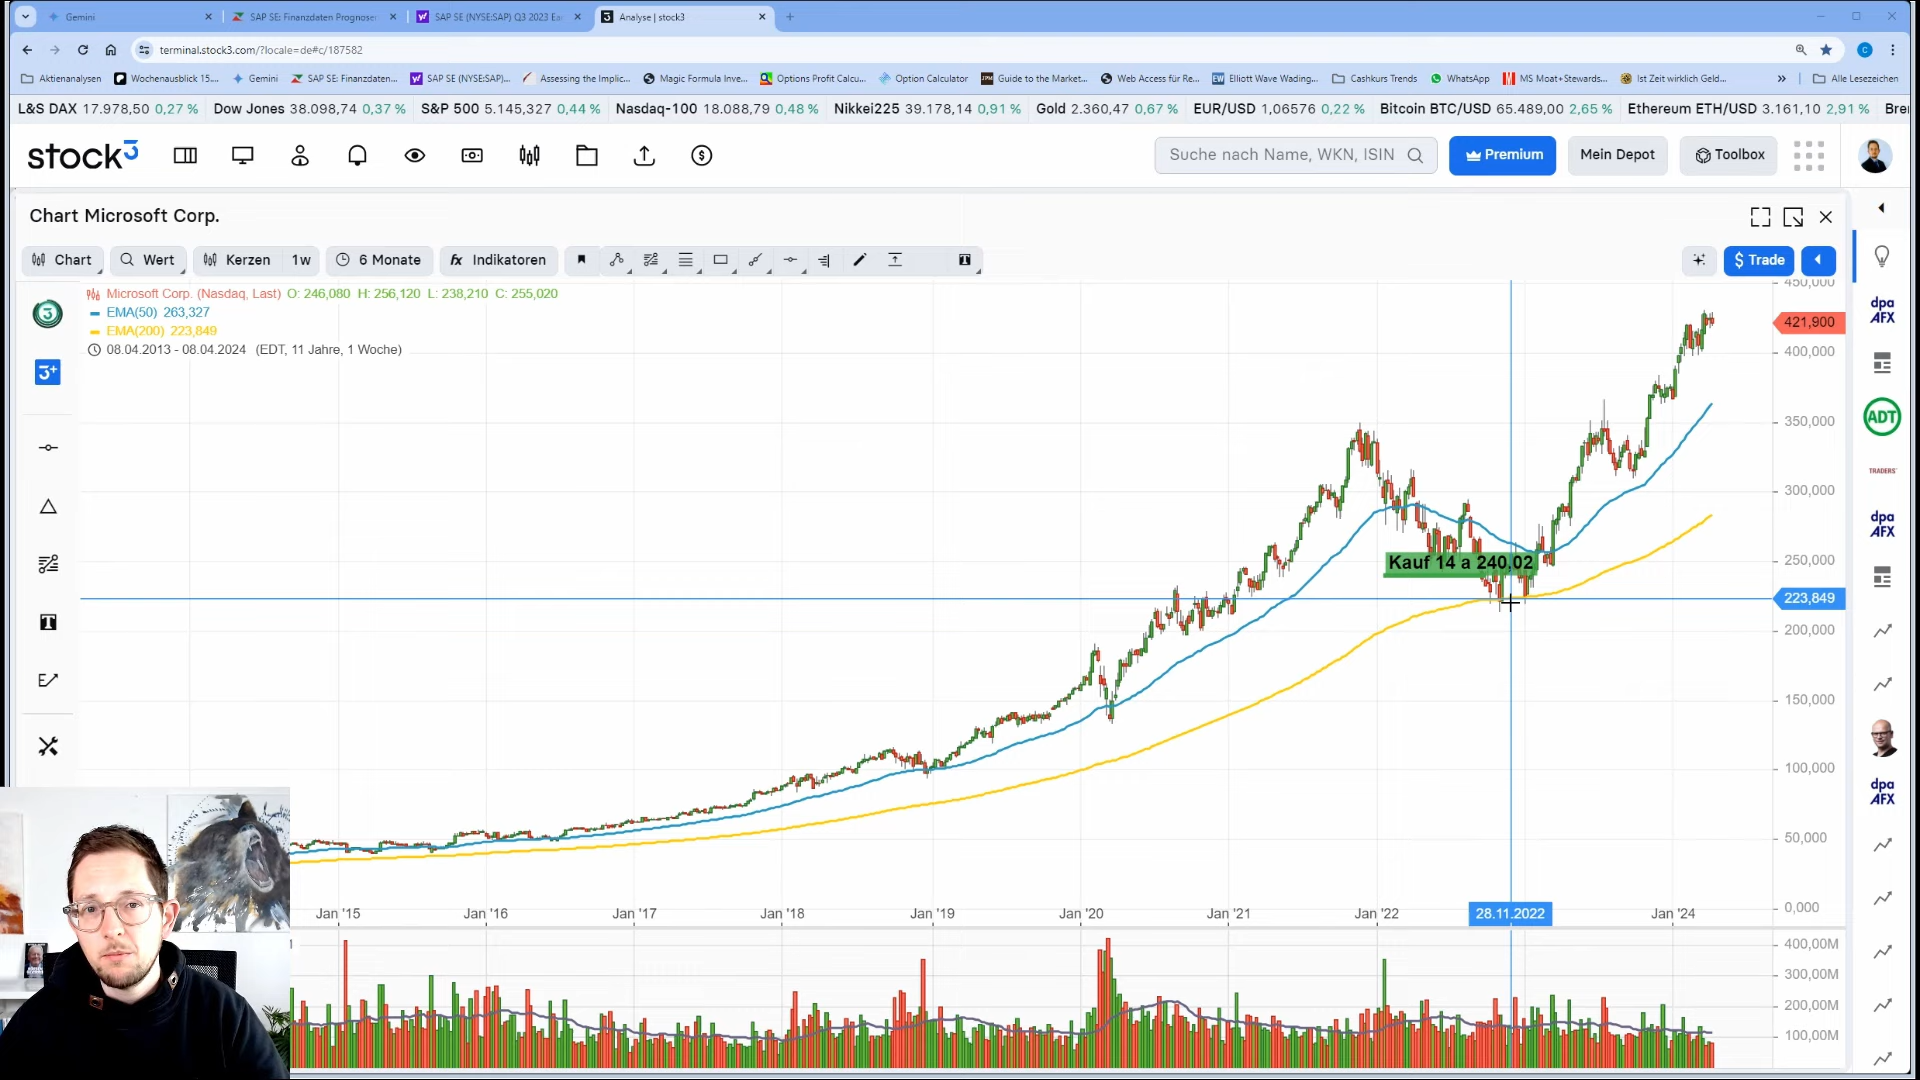 Gemini
SAP SE: Finanzdaten Prognose
SAP SE (NYSE:SAP) Q3 2023 Ea
Analyse | stock3
terminal.stock3.com/?locale=de#c/187582
Aktienanalysen
Wochenausblick 15....
Gemini
SAP SE: Finanzdaten...
SAP SE (NYSE:SAP)...
Assessing the Implic...
Magic Formula Inve...
Options Profit Calcu...
Option Calculator
Guide to the Market...
Web Access für Re...
Elliott Wave Wading...
Cashkurs Trends
WhatsApp
MS Moat+Stewards...
Ist Zeit wirklich Geld...
»
Alle Lesezeichen
L&S DAX 17.978,50 0,27 %
Dow Jones 38.098,74 0,37 %
S&P 500 5.145,327 0,44 %
Nasdaq-100 18.088,79 0,48 %
Nikkei225 39.178,14 0,91 %
Gold 2.360,47 0,67 %
EUR/USD 1,06576 0,22 %
Bitcoin BTC/USD 65.489,00 2,65 %
Ethereum ETH/USD 3.161,10 2,91 %
Bre
stock3
Suche nach Name, WKN, ISIN
Premium
Mein Depot
Toolbox
Chart Microsoft Corp.
Chart
Wert
Kerzen
1w
6 Monate
fx Indikatoren
T
$ Trade
Microsoft Corp. (Nasdaq, Last) O: 246,080 H: 256,120 L: 238,210 C: 255,020
EMA(50) 263,327
EMA(200) 223,849
08.04.2013 - 08.04.2024 (EDT, 11 Jahre, 1 Woche)
3
3+
T
450,000
421,900
400,000
350,000
300,000
250,000
223,849
200,000
150,000
100,000
50,000
0,000
Kauf 14 a 240,02
Jan '15
Jan '16
Jan '17
Jan '18
Jan '19
Jan '20
Jan '21
Jan '22
28.11.2022
Jan '24
400,00M
300,00M
200,00M
100,00M
dpa
AFX
ADT
TRADERS'
dpa
AFX
dpa
AFX